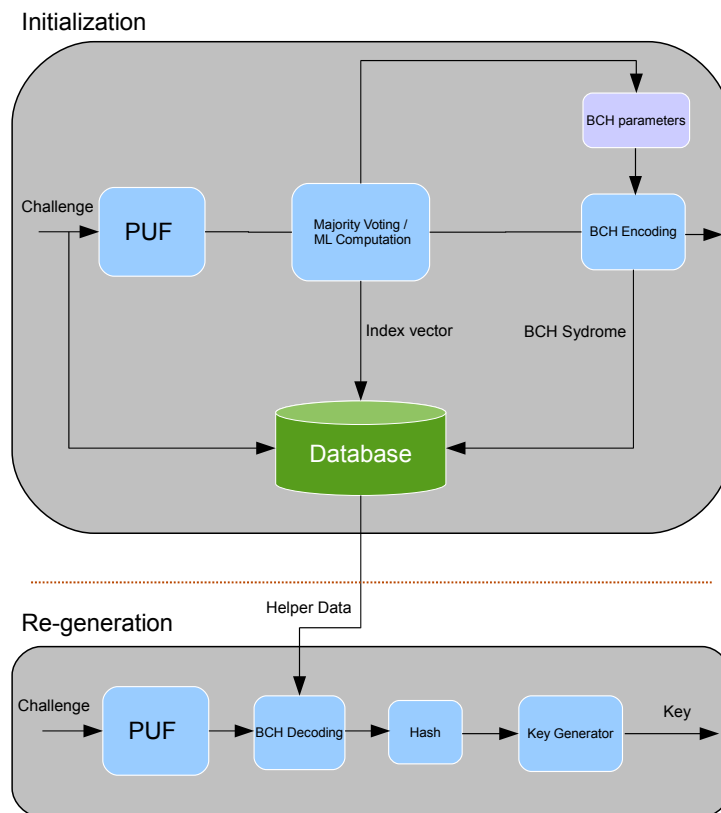 Initialization
BCH parameters
Challenge
PUF
Majority Voting /
ML Computation
BCH Encoding
Index vector
BCH Sydrome
Database
Helper Data
Re-generation
Challenge
PUF
BCH Decoding
Hash
Key Generator
Key